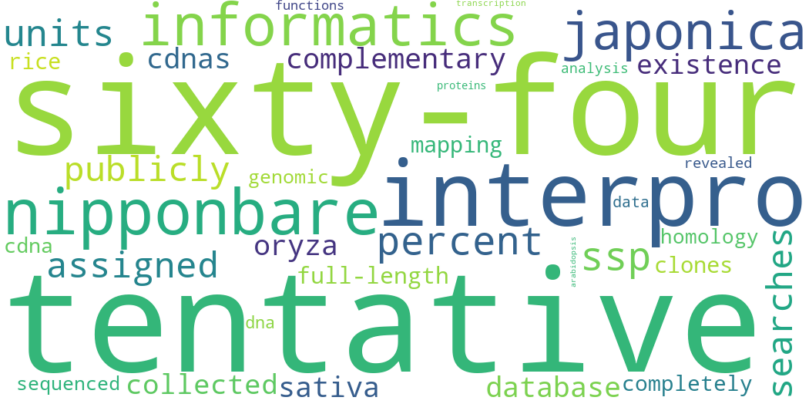 functions
transcription
units
informatics
japonica
rice
cdnas
complementary
existence
analysis
sixty-four
proteins
mapping
revealed
publicly
genomic
interpro
nipponbare
data
cdna
oryza
percent
homology
arabidopsis
ssp
clones
assigned
full-length
searches
tentative
dna
sequenced
collected
sativa
database
completely